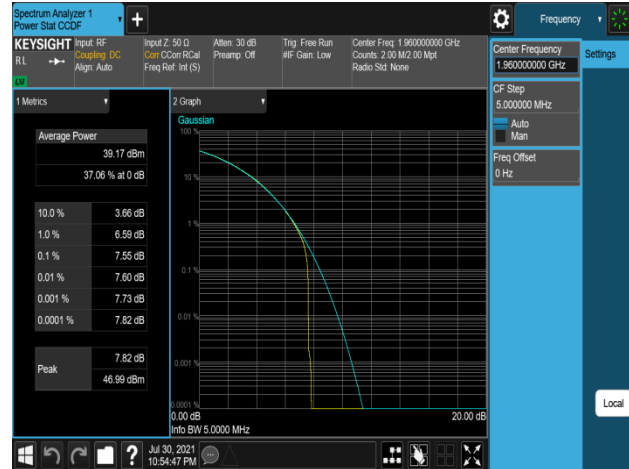 Spectrum Analyzer 1
Power Stat CCDF
+
Frequency
KEYSIGHT
RL
LW
Input: RF
Coupling: DC
Align: Auto
Input Z: 50 Ω
Corr CCorr RCal
Freq Ref: Int (S)
Atten: 30 dB
Preamp: Off
Trig: Free Run
#IF Gain: Low
Center Freq: 1.960000000 GHz
Counts: 2.00 M/2.00 Mpt
Radio Std: None
Center Frequency
1.960000000 GHz
Settings
CF Step
5.000000 MHz
Auto
Man
Freq Offset
0 Hz
1 Metrics
Average Power
39.17 dBm
37.06 % at 0 dB
10.0 % 3.66 dB
1.0 % 6.59 dB
0.1 % 7.55 dB
0.01 % 7.60 dB
0.001 % 7.73 dB
0.0001 % 7.82 dB
Peak
7.82 dB
46.99 dBm
2 Graph
Gaussian
100 %
10 %
1 %
0.1 %
0.01 %
0.001 %
0.0001 %
0.00 dB
20.00 dB
Info BW 5.0000 MHz
Local
?
Jul 30, 2021
10:54:47 PM